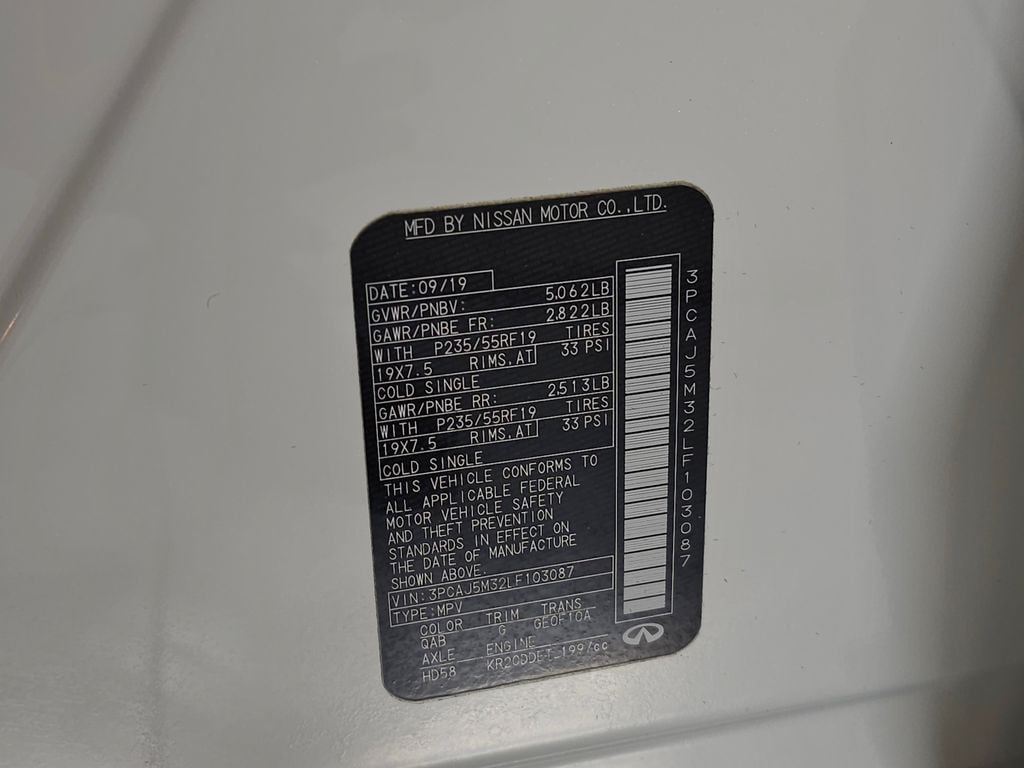 MFD BY NISSAN MOTOR CO.,LTD.
DATE:09/19
GVWR/PNBV: 5,062LB
GAWR/PNBE FR: 2,822LB
WITH P235/55RF19 TIRES
19X7.5 RIMS,AT 33 PSI
COLD SINGLE
GAWR/PNBE RR: 2,513LB
WITH P235/55RF19 TIRES
19X7.5 RIMS,AT 33 PSI
COLD SINGLE
THIS VEHICLE CONFORMS TO
ALL APPLICABLE FEDERAL
MOTOR VEHICLE SAFETY
AND THEFT PREVENTION
STANDARDS IN EFFECT ON
THE DATE OF MANUFACTURE
SHOWN ABOVE.
VIN:3PCAJ5M32LF103087
TYPE:MPV
COLOR TRIM TRANS
QAB G GE0F10A
AXLE ENGINE
HD58 KR20DDET 1997cc
3PCAJ5M32LF103087